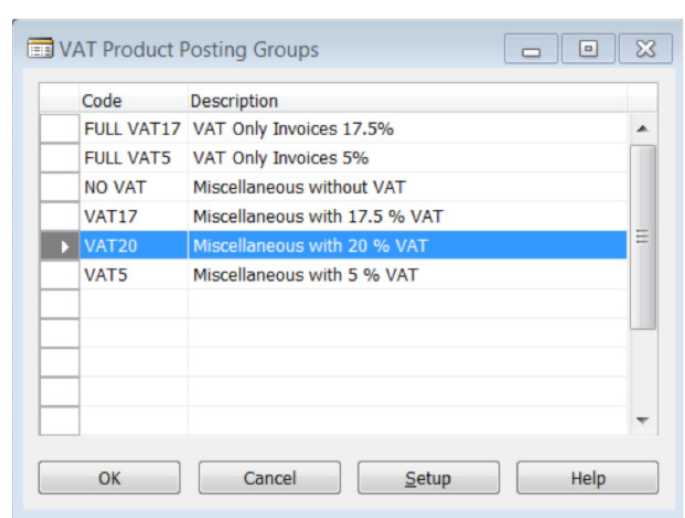 VAT Product Posting Groups
Code Description
FULL VAT17 VAT Only Invoices 17.5%
FULL VAT5 VAT Only Invoices 5%
NO VAT Miscellaneous without VAT
VAT17 Miscellaneous with 17.5 % VAT
VAT20 Miscellaneous with 20 % VAT
VAT5 Miscellaneous with 5 % VAT
OK Cancel Setup Help